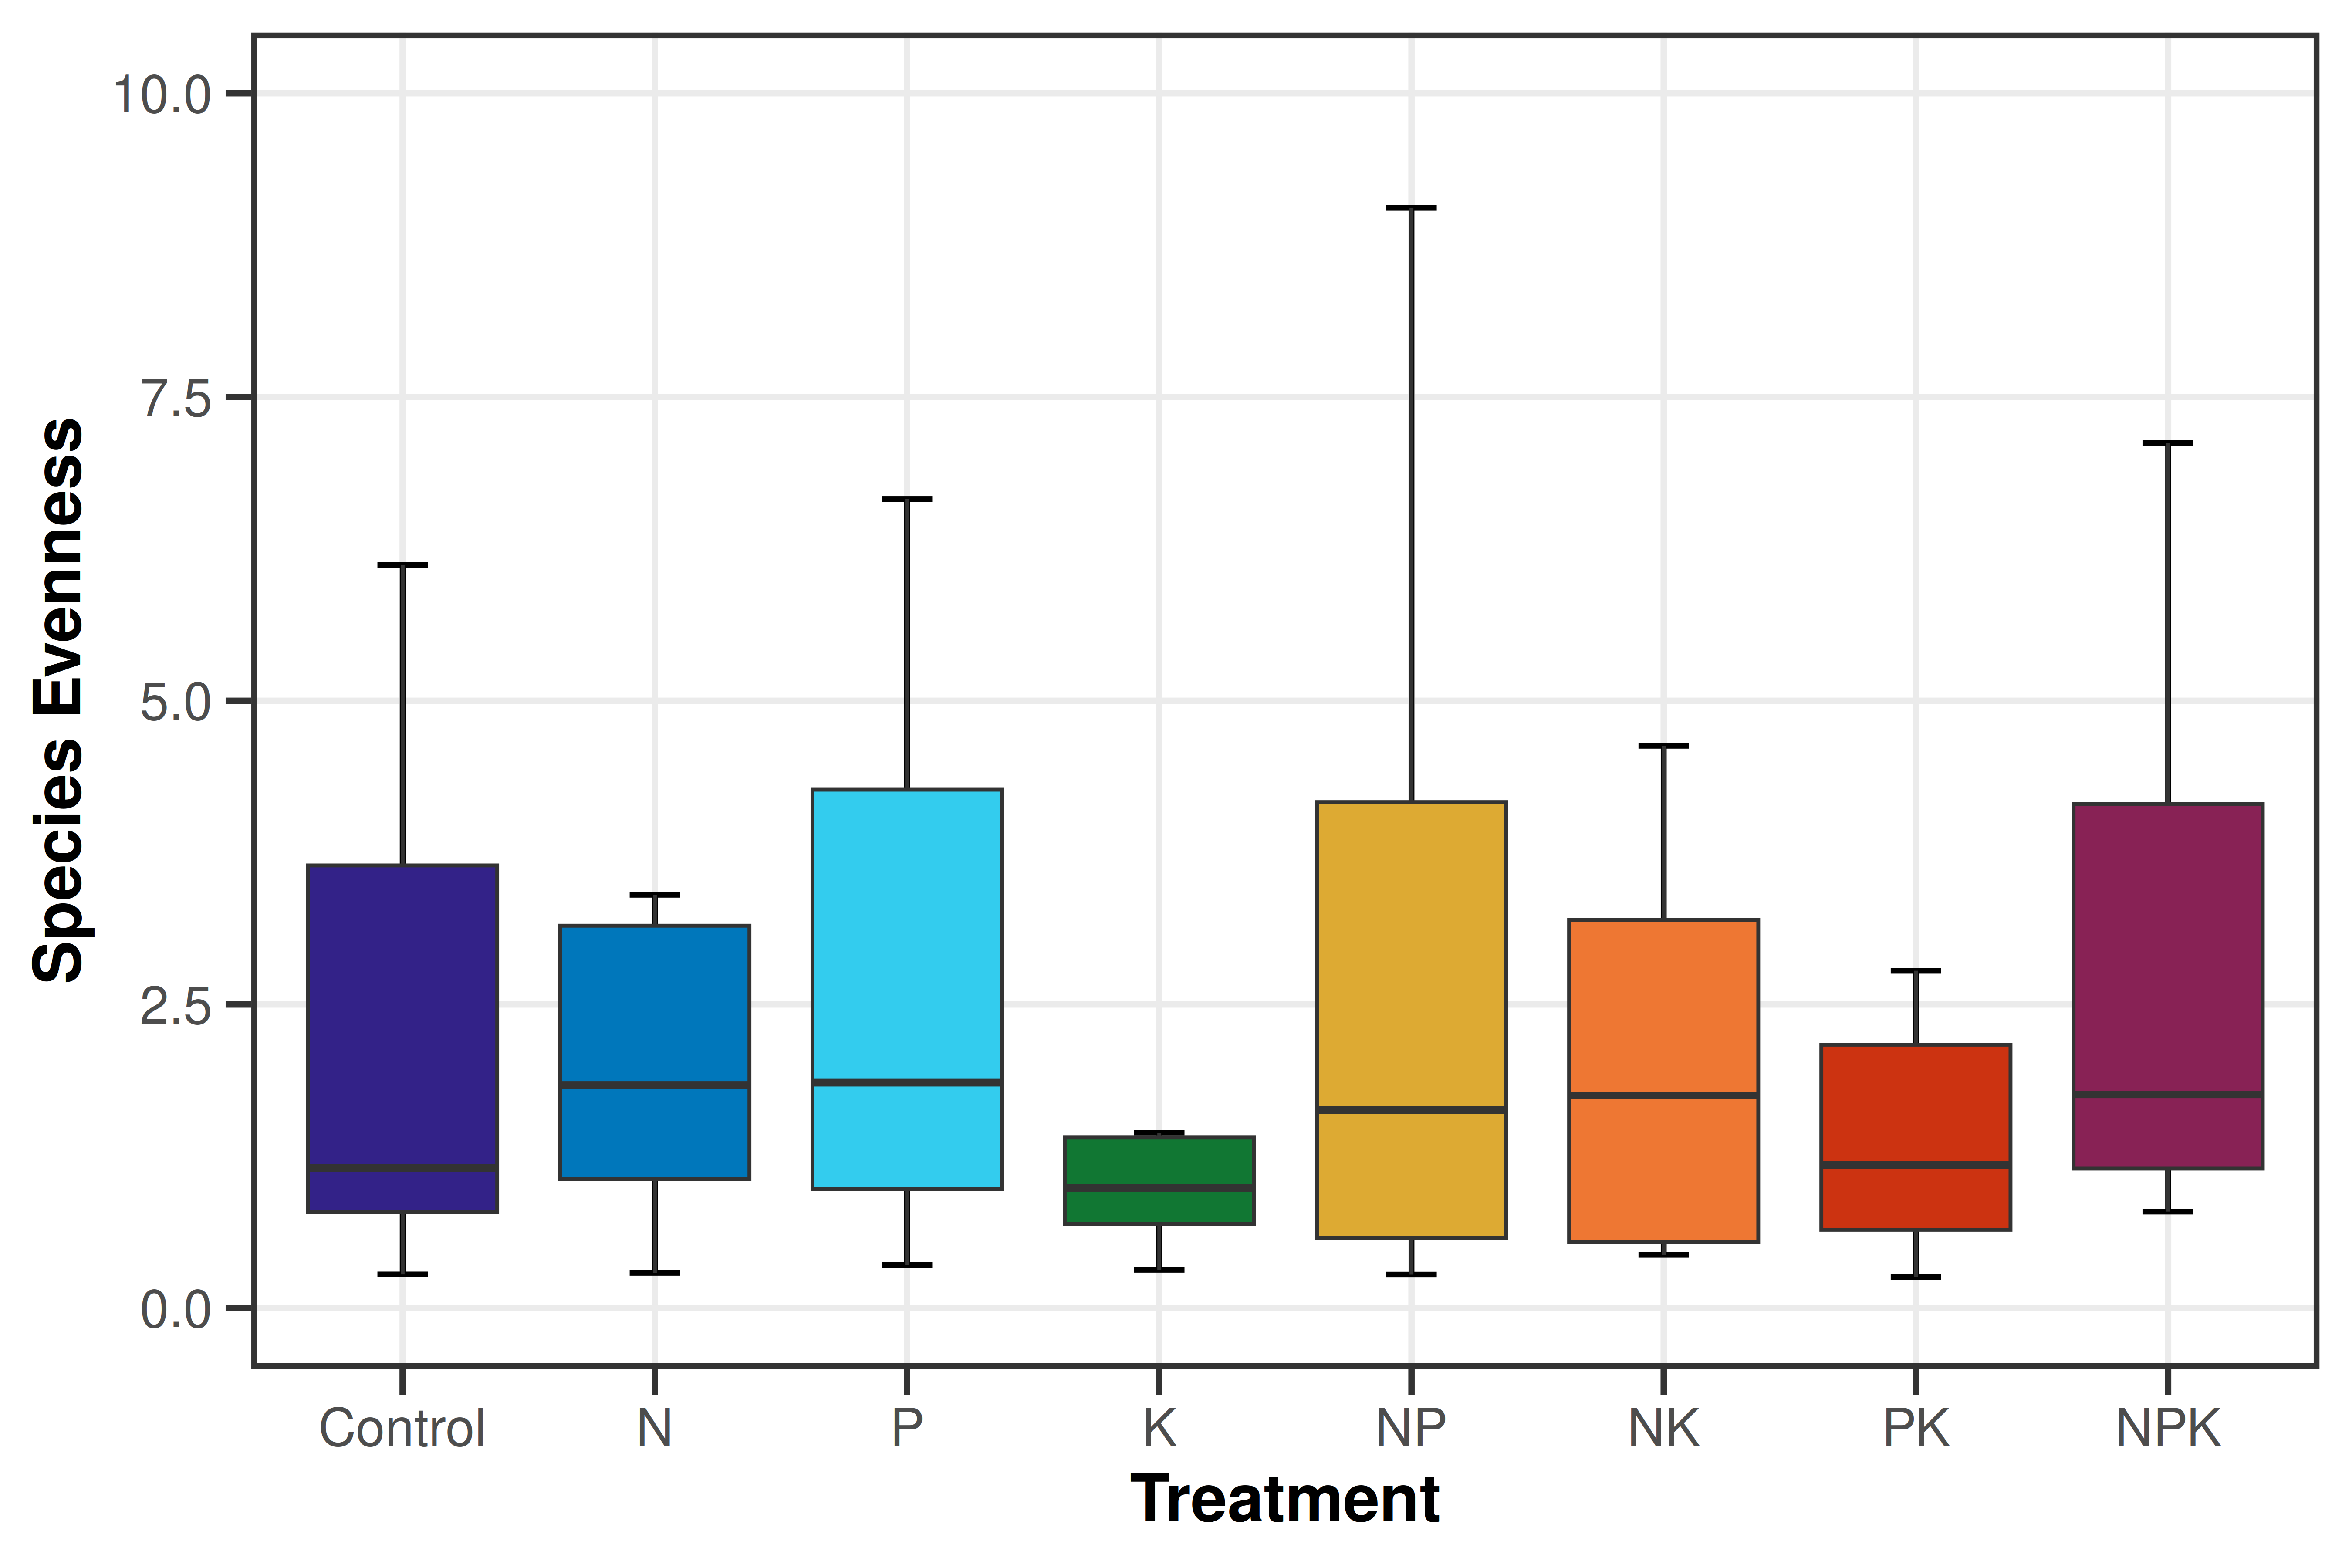 Species Evenness
10.0
7.5
5.0
2.5
0.0
Control N P K NP NK PK NPK
Treatment